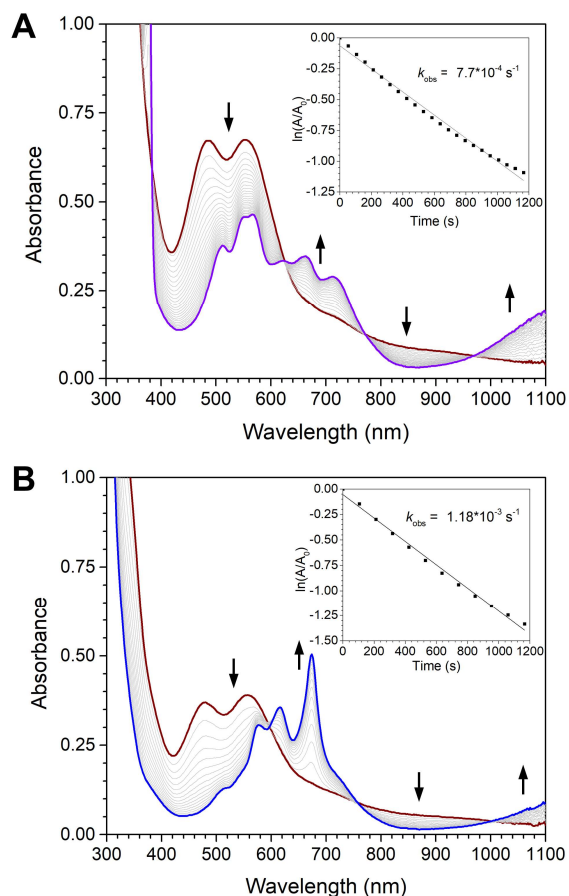 A
1.00
0.75
0.50
0.25
0.00
Absorbance
300 400 500 600 700 800 900 1000 1100
Wavelength (nm)
0.00
-0.25
-0.50
-0.75
-1.00
-1.25
ln(A/A0)
kobs = 7.7*10-4 s-1
0 200 400 600 800 1000 1200
Time (s)
B
1.00
0.75
0.50
0.25
0.00
Absorbance
300 400 500 600 700 800 900 1000 1100
Wavelength (nm)
0.00
-0.25
-0.50
-0.75
-1.00
-1.25
-1.50
ln(A/A0)
kobs = 1.18*10-3 s-1
0 200 400 600 800 1000 1200
Time (s)